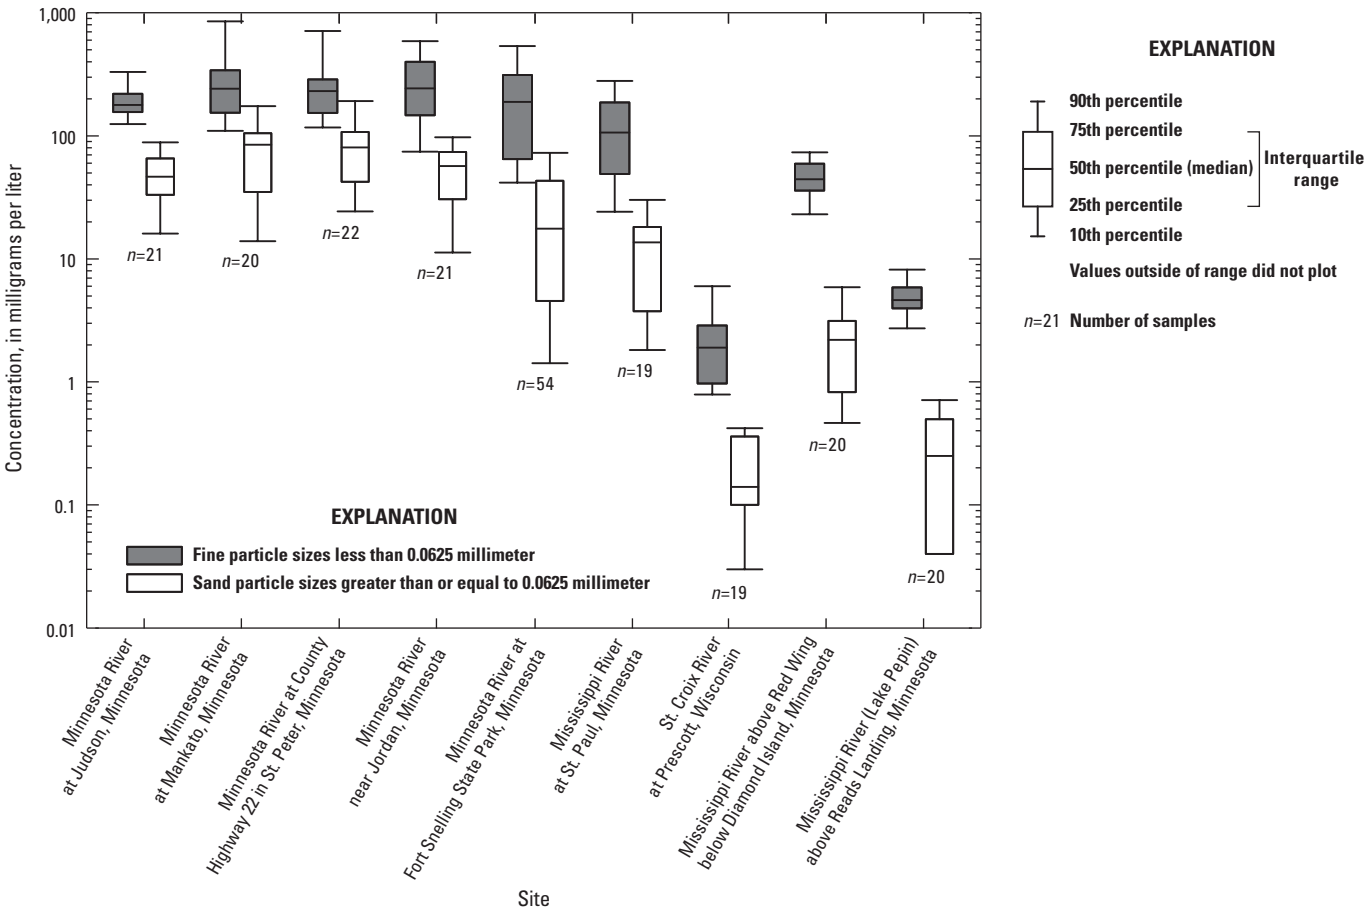 1,000
100
10
1
0.1
0.01
Concentration, in milligrams per liter
n=21
n=20
n=22
n=21
n=54
n=19
n=19
n=20
n=20
EXPLANATION
Fine particle sizes less than 0.0625 millimeter
Sand particle sizes greater than or equal to 0.0625 millimeter
Minnesota River
at Judson, Minnesota
Minnesota River
at Mankato, Minnesota
Minnesota River at County
Highway 22 in St. Peter, Minnesota
Minnesota River
near Jordan, Minnesota
Minnesota River at
Fort Snelling State Park, Minnesota
Mississippi River
at St. Paul, Minnesota
St. Croix River
at Prescott, Wisconsin
Mississippi River above Red Wing
below Diamond Island, Minnesota
Mississippi River (Lake Pepin)
above Reads Landing, Minnesota
Site
EXPLANATION
90th percentile
75th percentile
50th percentile (median)
25th percentile
10th percentile
Interquartile
range
Values outside of range did not plot
n=21 Number of samples